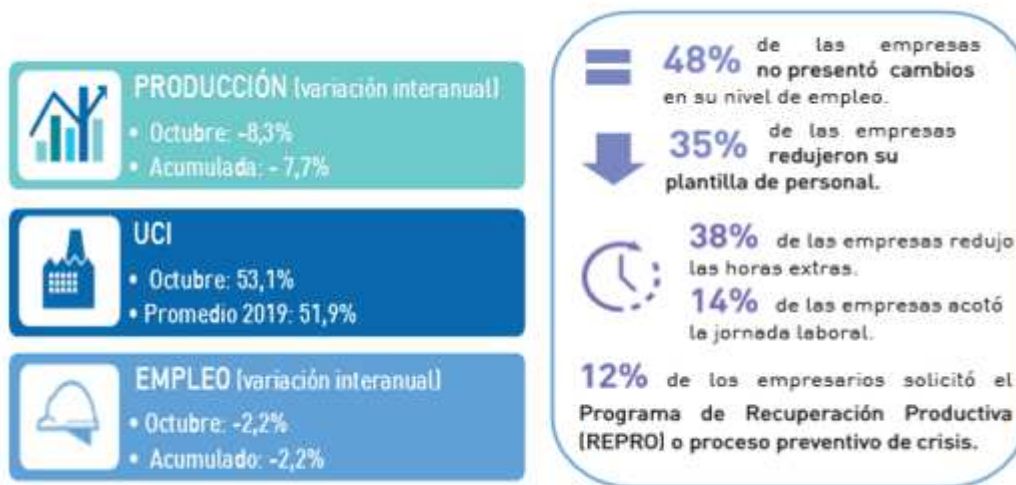 PRODUCCIÓN (variación interanual)
• Octubre: -8,3%
• Acumulada: - 7,7%
UCI
• Octubre: 53,1%
• Promedio 2019: 51,9%
EMPLEO (variación interanual)
• Octubre: -2,2%
• Acumulado: -2,2%
48% de las empresas
no presentó cambios
en su nivel de empleo.
35% de las empresas
redujeron su
plantilla de personal.
38% de las empresas redujo
las horas extras.
14% de las empresas acotó
la jornada laboral.
12% de los empresarios solicitó el
Programa de Recuperación Productiva
(REPRO) o proceso preventivo de crisis.